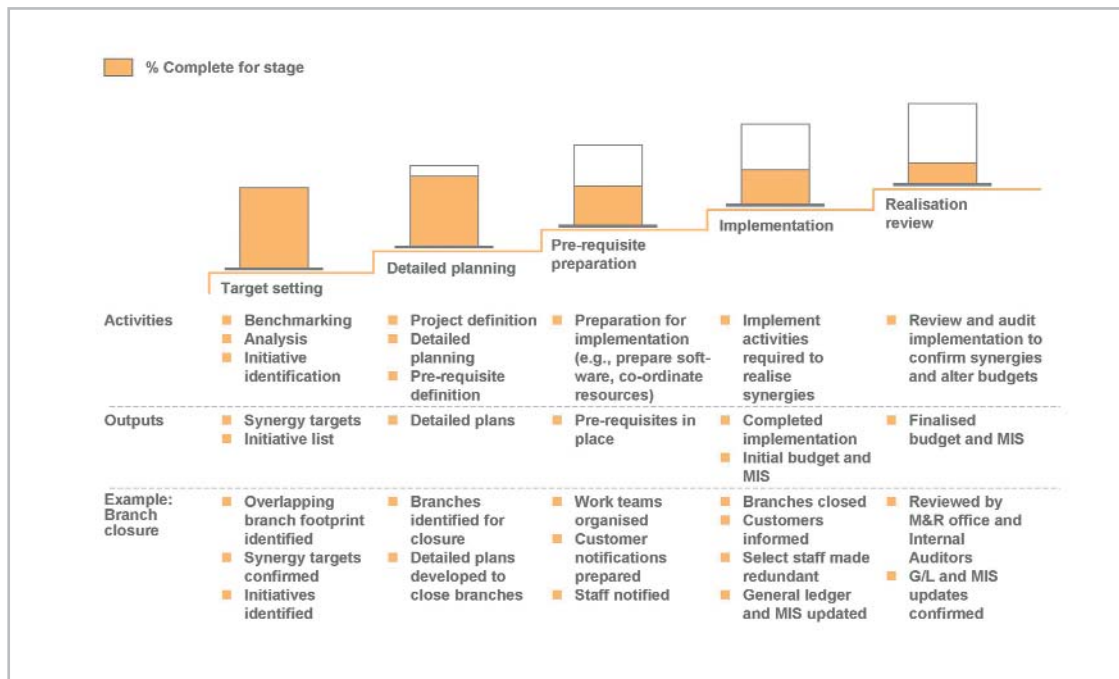 % Complete for stage
Realisation
review
Implementation
Pre-requisite
preparation
Detailed planning
Target setting
Activities
Benchmarking
Analysis
Initiative
identification
Project definition
Detailed
planning
Pre-requisite
definition
Preparation for
implementation
(e.g., prepare soft-
ware, co-ordinate
resources)
Implement
activities
required to
realise
synergies
Review and audit
implementation to
confirm synergies
and alter budgets
Outputs
Synergy targets
Initiative list
Detailed plans
Pre-requisites in
place
Completed
implementation
Initial budget and
MIS
Finalised
budget and MIS
Example:
Branch
closure
Overlapping
branch footprint
identified
Synergy targets
confirmed
Initiatives
identified
Branches
identified for
closure
Detailed plans
developed to
close branches
Work teams
organised
Customer
notifications
prepared
Staff notified
Branches closed
Customers
informed
Select staff made
redundant
General ledger
and MIS updated
Reviewed by
M&R office and
Internal
Auditors
G/L and MIS
updates
confirmed